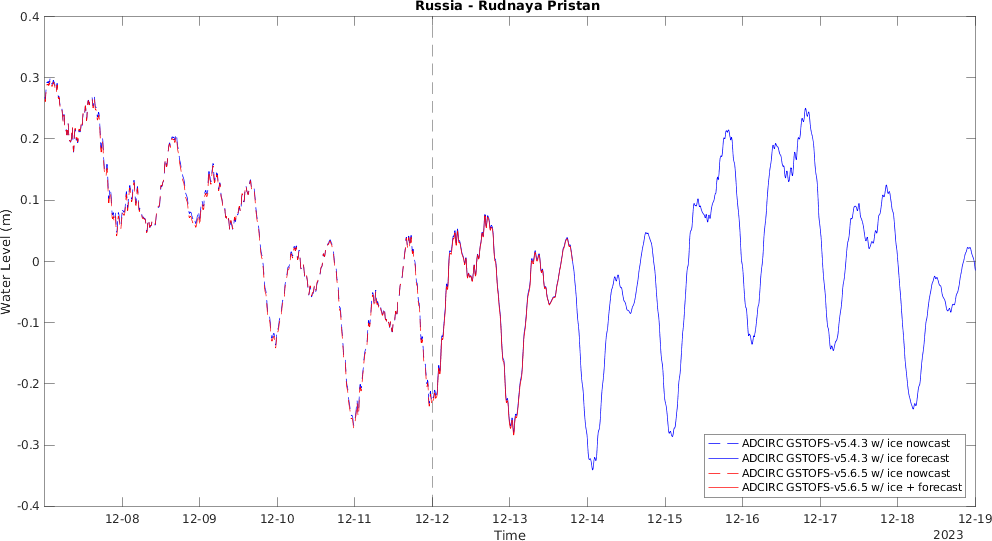 Russia - Rudnaya Pristan
0.4
0.3
0.2
0.1
0
-0.1
-0.2
-0.3
-0.4
Water Level (m)
ADCIRC GSTOFS-v5.4.3 w/ ice nowcast
ADCIRC GSTOFS-v5.4.3 w/ ice forecast
ADCIRC GSTOFS-v5.6.5 w/ ice nowcast
ADCIRC GSTOFS-v5.6.5 w/ ice + forecast
12-08 12-09 12-10 12-11 12-12 12-13 12-14 12-15 12-16 12-17 12-18 12-19
Time
2023